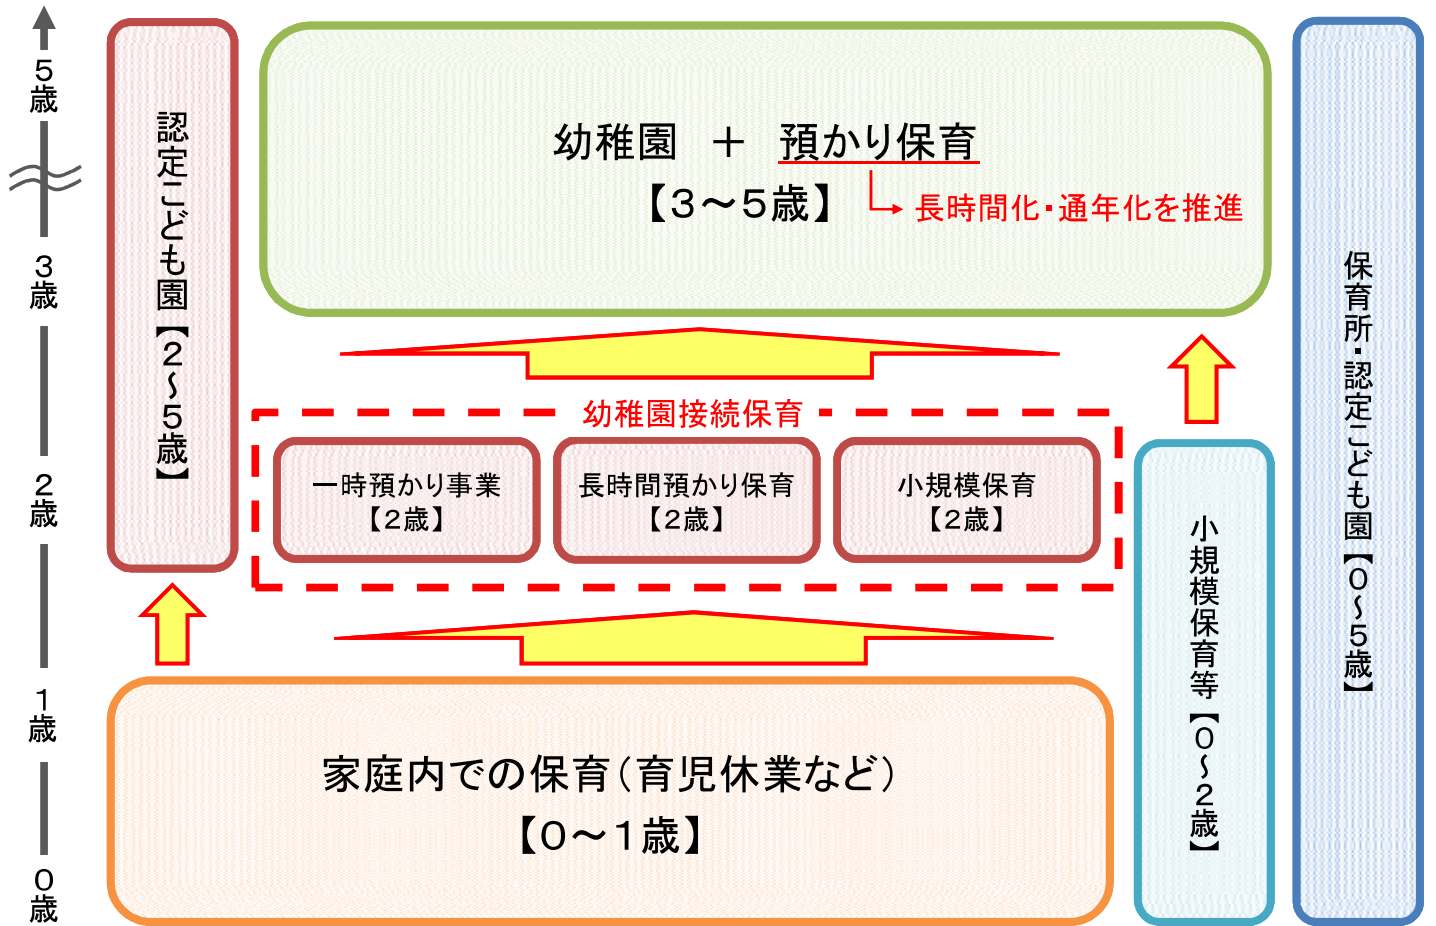 5歳
3歳
2歳
1歳
0歳
認定こども園【2~5歳】
幼稚園 + 預かり保育
【3~5歳】
長時間化・通年化を推進
幼稚園接続保育
一時預かり事業
【2歳】
長時間預かり保育
【2歳】
小規模保育
【2歳】
家庭内での保育(育児休業など)
【0~1歳】
小規模保育等【0~2歳】
保育所・認定こども園【0~5歳】